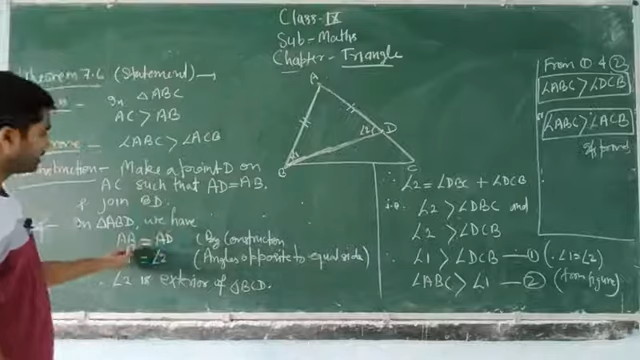 Class-IX
Sub-Maths
Chapter- Triangle
Theorem 7.6 (Statement) →
In △ABC
AC > AB
∠ABC > ∠ACB
Construction- Make a point D on
AC such that AD = AB.
& join BD.
In △ABD, we have
AB = AD (By Construction
∠2 (Angles opposite to equal side)
∠2 is exterior of △BCD.
A
B
C
D
∴ ∠2 = ∠DBC + ∠DCB
i.e. ∠2 > ∠DBC and
∠2 > ∠DCB
∴ ∠1 > ∠DCB — ① (∵ ∠1=∠2)
∠ABC > ∠1 — ② (from figure)
From ① & ②
∠ABC > ∠DCB
∠ABC > ∠ACB